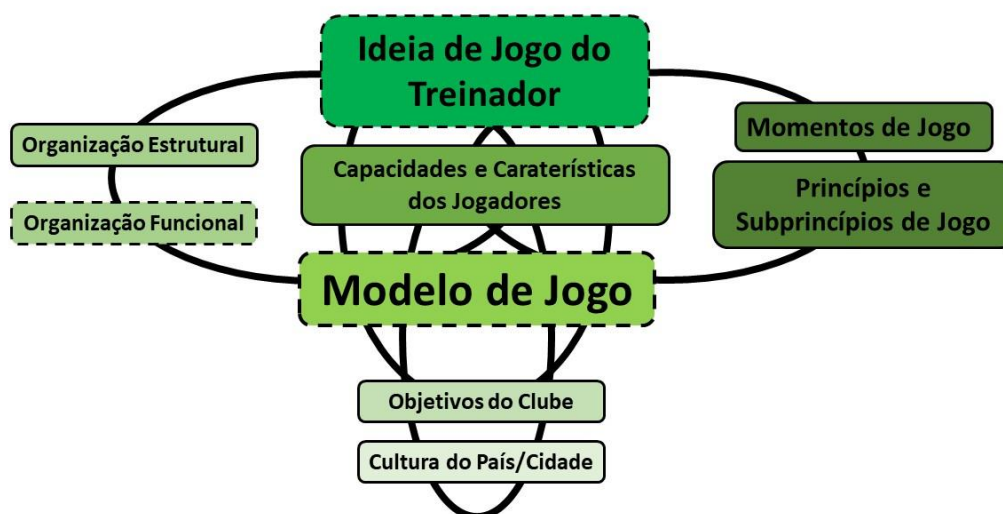 Ideia de Jogo do
Treinador
Organização Estrutural
Organização Funcional
Capacidades e Caraterísticas
dos Jogadores
Momentos de Jogo
Princípios e
Subprincípios de Jogo
Modelo de Jogo
Objetivos do Clube
Cultura do País/Cidade